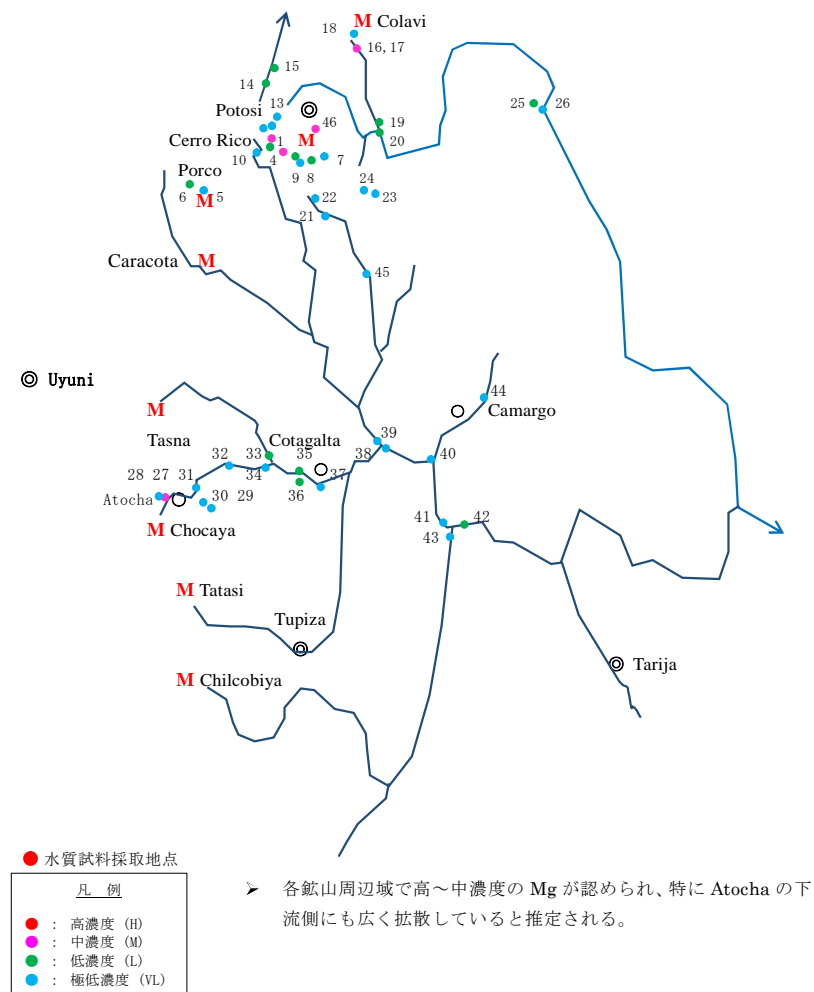 18 M Colavi
16,17
15
14
Potosi 13
46
25 26
19
20
Cerro Rico 1 M
10 4 7
9 8
Porco
6 M 5
24
23
22
21
Caracota M
45
Uyuni
M
Tasna
44
Camargo
Cotagalta
39
38
40
32 33 35
34
36
37
28 27 31
Atocha
30 29
M Chocaya
41 42
43
M Tatasi
Tupiza
Tarija
M Chilcobiya
水質試料採取地点
凡 例
： 高濃度 (H)
： 中濃度 (M)
： 低濃度 (L)
： 極低濃度 (VL)
➢ 各鉱山周辺域で高～中濃度の Mg が認められ、特に Atocha の下
流側にも広く拡散していると推定される。